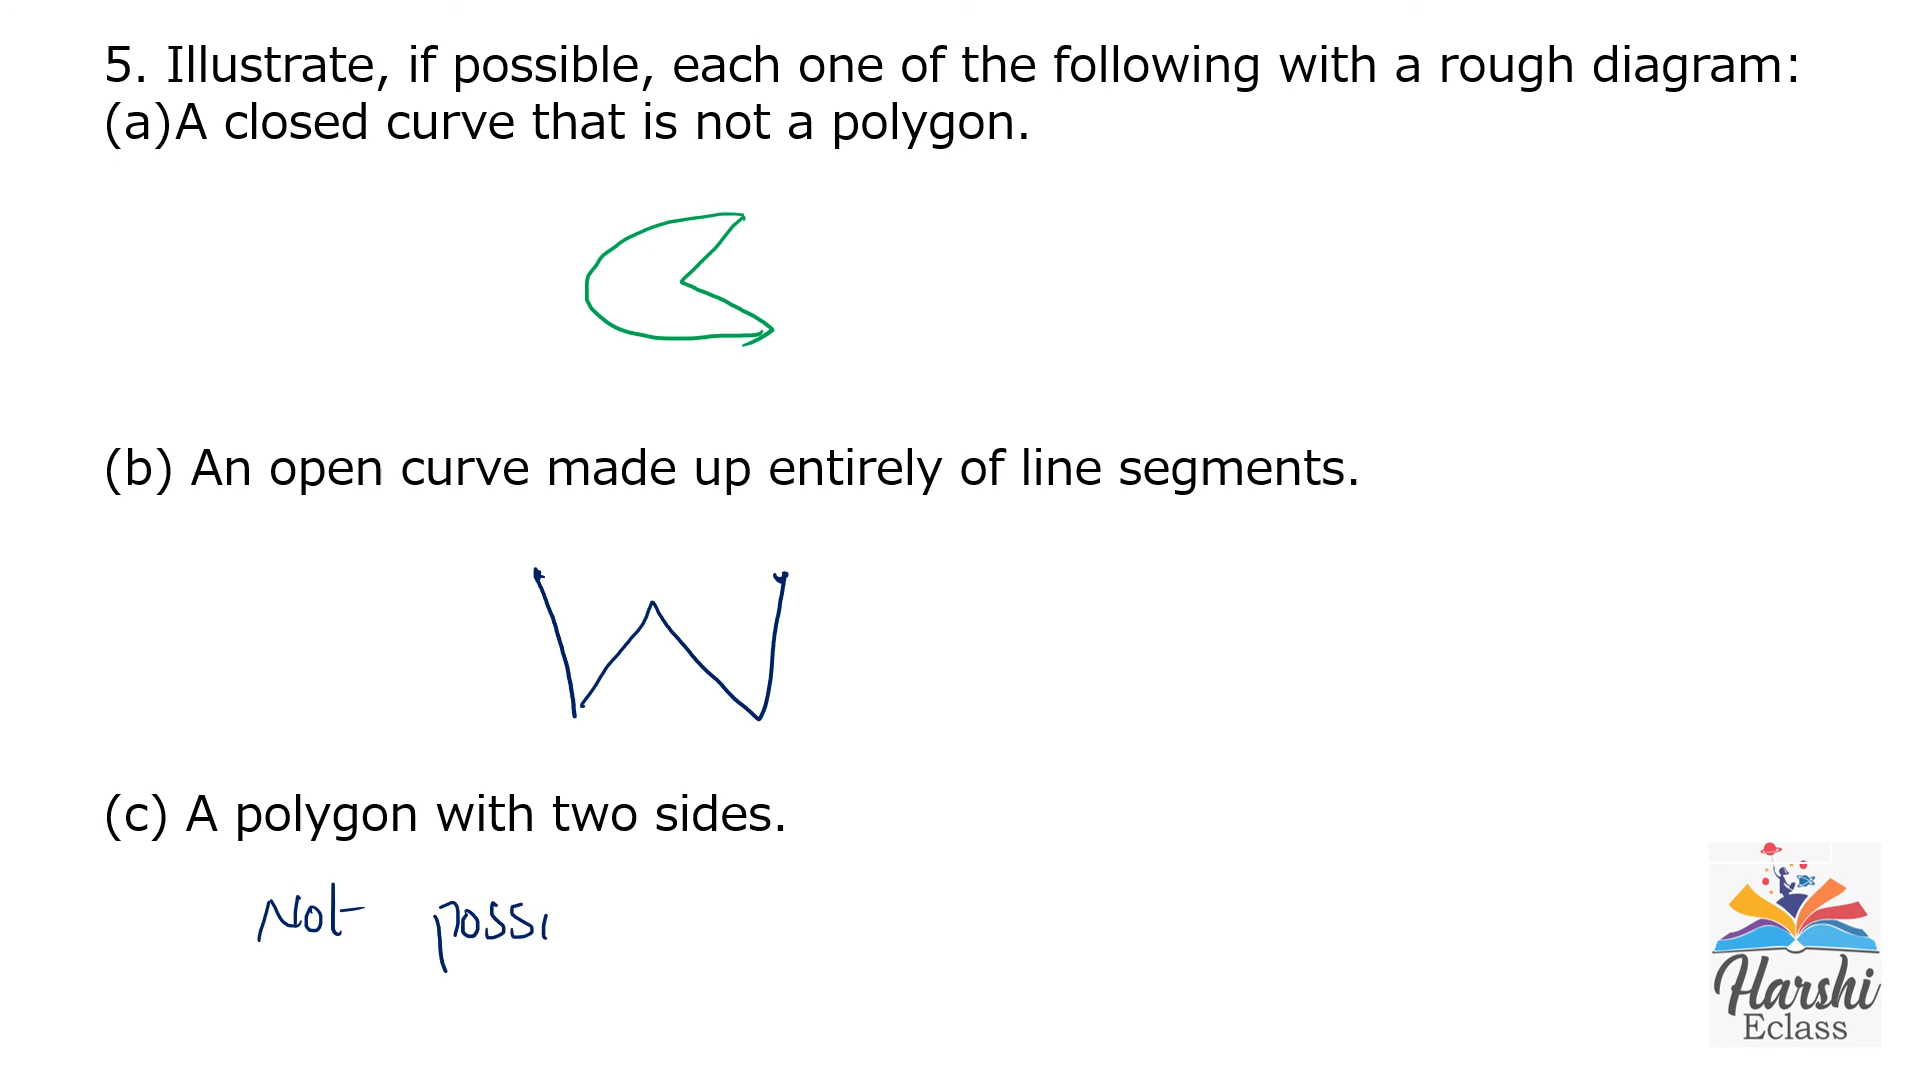 5. Illustrate, if possible, each one of the following with a rough diagram:
(a)A closed curve that is not a polygon.
(b) An open curve made up entirely of line segments.
(c) A polygon with two sides.
Not possi
Harshi
Eclass